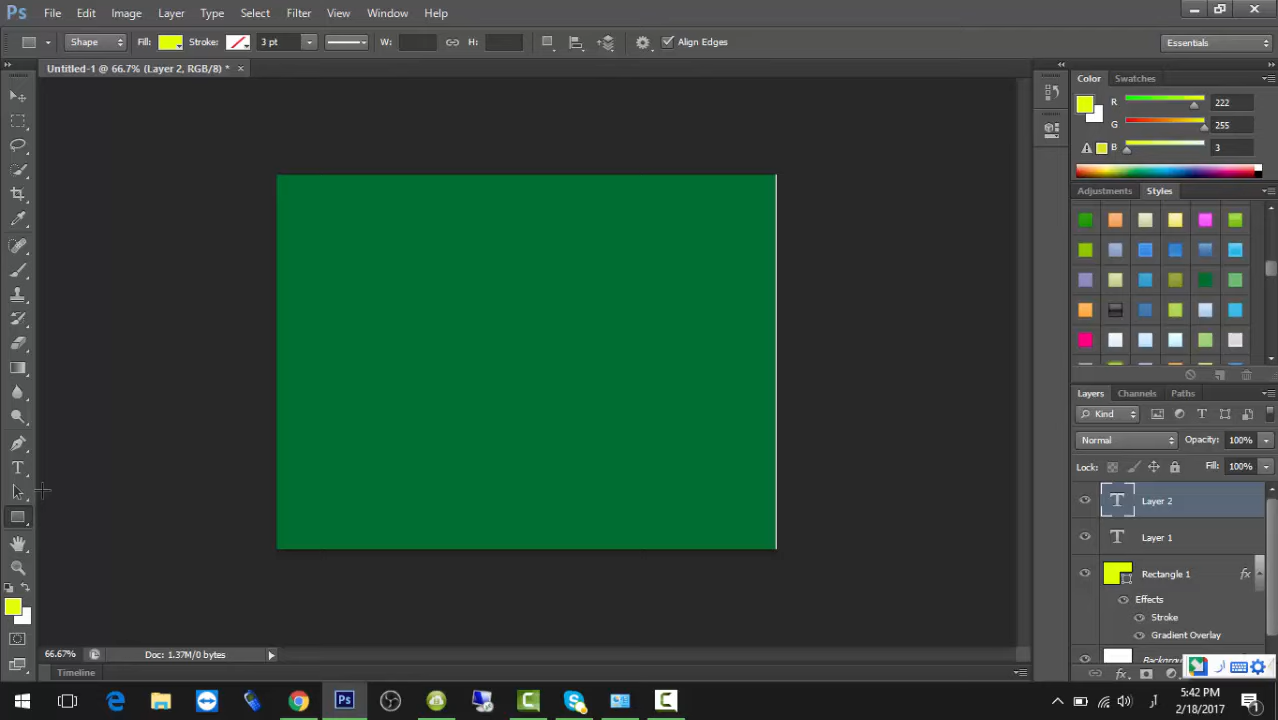 Ps File Edit Image Layer Type Select Filter View Window Help
Shape Fill: Stroke: 3 pt W: H: Align Edges Essentials
Untitled-1 @ 66.7% (Layer 2, RGB/8) * ×
Color Swatches
R 222
G 255
B 3
Adjustments Styles
Layers Channels Paths
Kind T
Normal Opacity: 100%
Lock: Fill: 100%
T Layer 2
T Layer 1
Rectangle 1 fx
Effects
Stroke
Gradient Overlay
66.67% Doc: 1.37M/0 bytes
Timeline fx
Ps 5:42 PM
2/18/2017